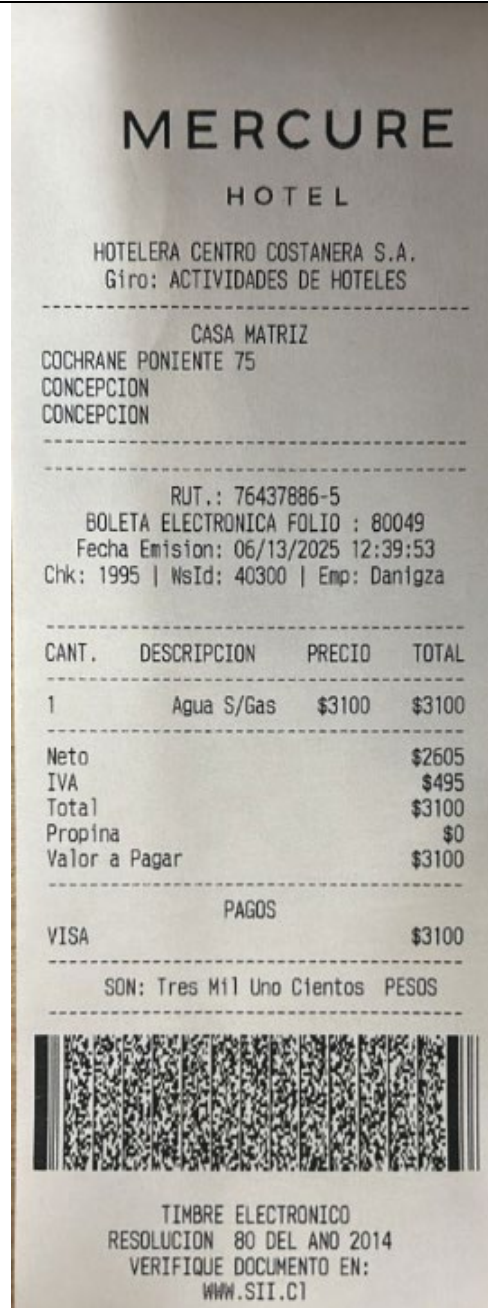 MERCURE
HOTEL
HOTELERA CENTRO COSTANERA S.A.
Giro: ACTIVIDADES DE HOTELES
CASA MATRIZ
COCHRANE PONIENTE 75
CONCEPCION
CONCEPCION
RUT.: 76437886-5
BOLETA ELECTRONICA FOLIO : 80049
Fecha Emision: 06/13/2025 12:39:53
Chk: 1995 | WsId: 40300 | Emp: Danigza
CANT. DESCRIPCION PRECIO TOTAL
1 Agua S/Gas $3100 $3100
Neto $2605
IVA $495
Total $3100
Propina $0
Valor a Pagar $3100
PAGOS
VISA $3100
SON: Tres Mil Uno Cientos PESOS
TIMBRE ELECTRONICO
RESOLUCION 80 DEL ANO 2014
VERIFIQUE DOCUMENTO EN:
WWW.SII.Cl